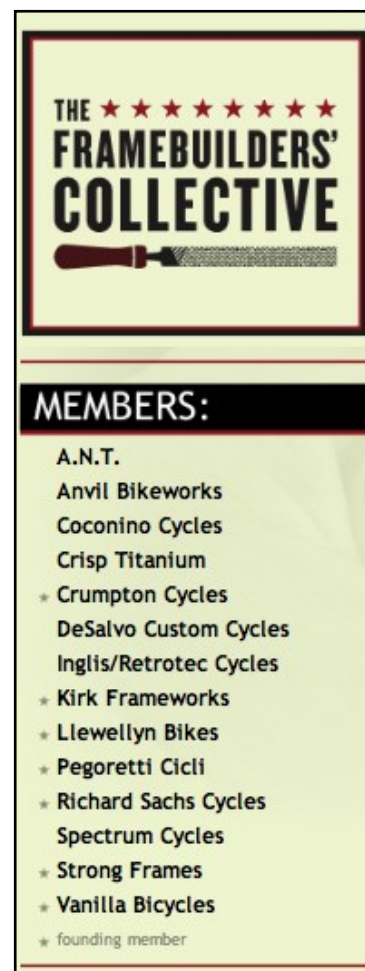 THE ★ ★ ★ ★ ★ ★ ★ ★
FRAMEBUILDERS'
COLLECTIVE
MEMBERS:
A.N.T.
Anvil Bikeworks
Coconino Cycles
Crisp Titanium
★ Crumpton Cycles
DeSalvo Custom Cycles
Inglis/Retrotec Cycles
★ Kirk Frameworks
★ Llewellyn Bikes
★ Pegoretti Cicli
★ Richard Sachs Cycles
Spectrum Cycles
★ Strong Frames
★ Vanilla Bicycles
★ founding member